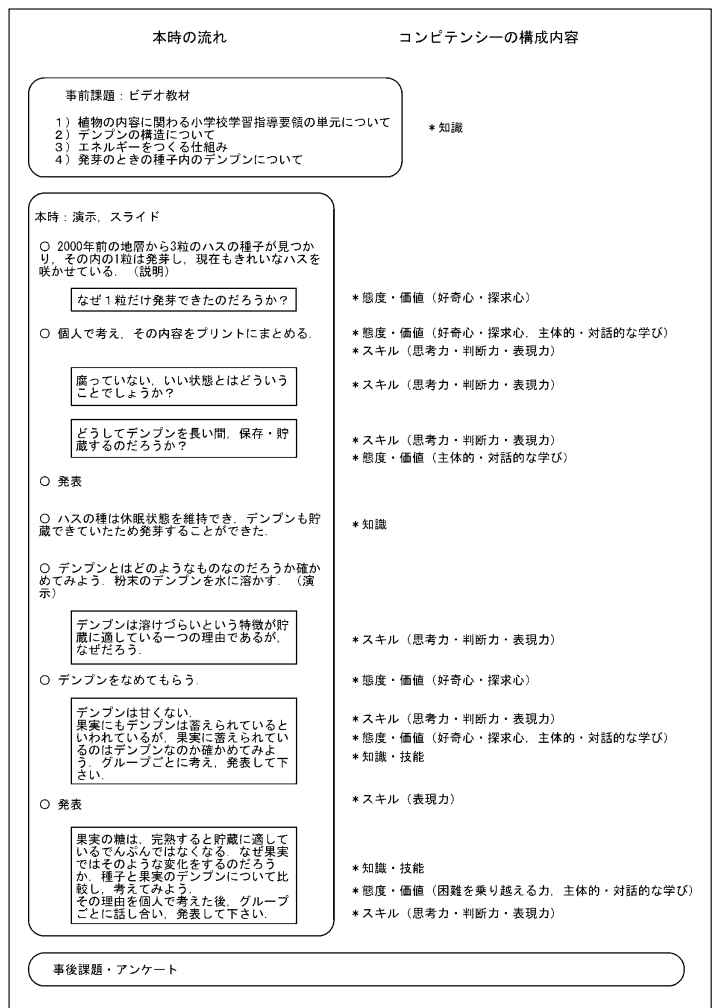 本時の流れ
コンピテンシーの構成内容
事前課題：ビデオ教材
1）植物の内容に関わる小学校学習指導要領の単元について
2）デンプンの構造について
3）エネルギーをつくる仕組み
4）発芽のときの種子内のデンプンについて
＊知識
本時：演示，スライド
○ 2000年前の地層から3粒のハスの種子が見つか
り，その内の1粒は発芽し，現在もきれいなハスを
咲かせている．（説明）
なぜ１粒だけ発芽できたのだろうか？
＊態度・価値（好奇心・探求心）
○ 個人で考え，その内容をプリントにまとめる．
＊態度・価値（好奇心・探求心，主体的・対話的な学び）
＊スキル（思考力・判断力・表現力）
腐っていない，いい状態とはどういう
ことでしょうか？
＊スキル（思考力・判断力・表現力）
どうしてデンプンを長い間，保存・貯
蔵するのだろうか？
＊スキル（思考力・判断力・表現力）
＊態度・価値（主体的・対話的な学び）
○ 発表
○ ハスの種は休眠状態を維持でき，デンプンも貯
蔵できていたため発芽することができた．
＊知識
○ デンプンとはどのようなものなのだろうか確か
めてみよう．粉末のデンプンを水に溶かす．（演
示）
デンプンは溶けづらいという特徴が貯
蔵に適している一つの理由であるが，
なぜだろう．
＊スキル（思考力・判断力・表現力）
○ デンプンをなめてもらう．
＊態度・価値（好奇心・探求心）
デンプンは甘くない．
果実にもデンプンは蓄えられていると
いわれているが，果実に蓄えられてい
るのはデンプンなのか確かめてみよ
う．グループごとに考え，発表して下
さい．
＊スキル（思考力・判断力・表現力）
＊態度・価値（好奇心・探求心，主体的・対話的な学び）
＊知識・技能
○ 発表
＊スキル（表現力）
果実の糖は，完熟すると貯蔵に適して
いるでんぷんではなくなる．なぜ果実
ではそのような変化をするのだろう
か．種子と果実のデンプンについて比
較し，考えてみよう．
その理由を個人で考えた後，グループ
ごとに話し合い，発表して下さい．
＊知識・技能
＊態度・価値（困難を乗り越える力，主体的・対話的な学び）
＊スキル（思考力・判断力・表現力）
事後課題・アンケート